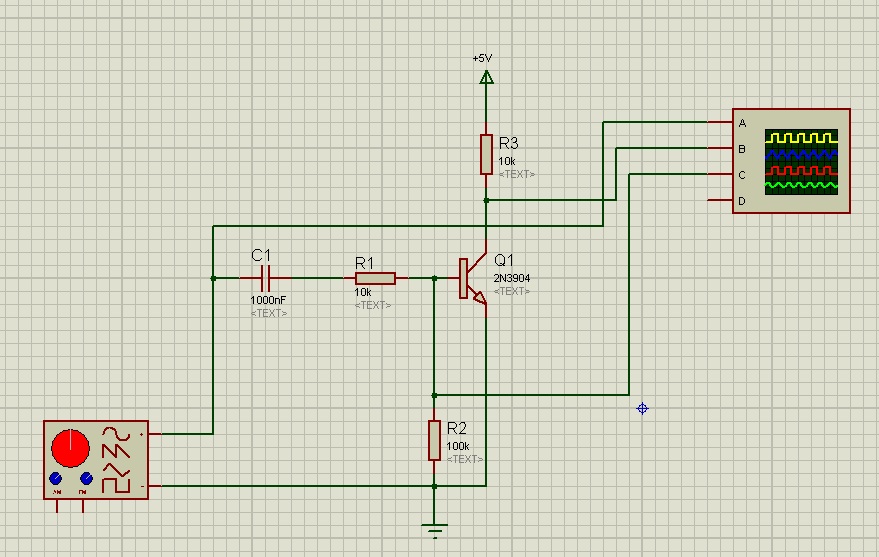 +5V
R3
10k
<TEXT>
A
B
C
D
C1
1000nF
<TEXT>
R1
10k
<TEXT>
Q1
2N3904
<TEXT>
R2
100k
<TEXT>
+
-
AM
FM